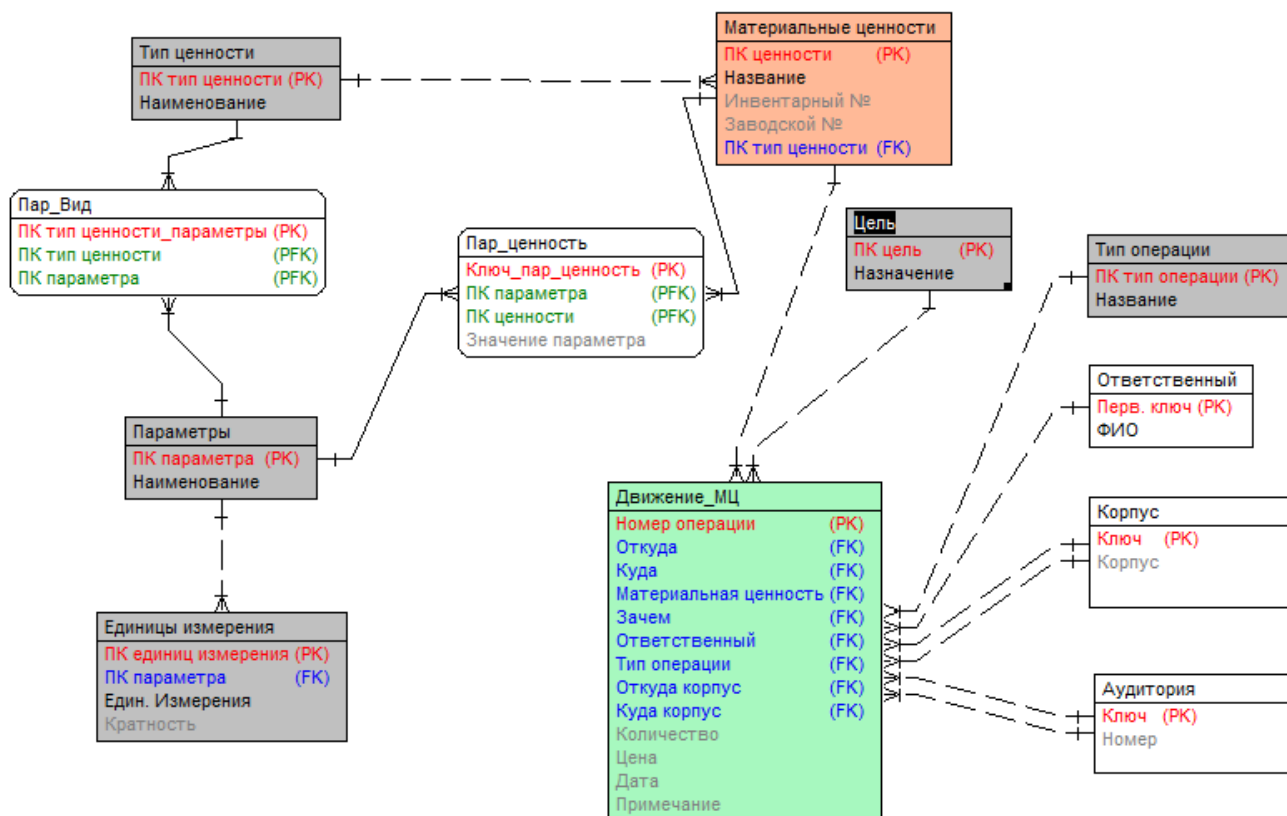 Тип ценности
ПК тип ценности (PK)
Наименование
Материальные ценности
ПК ценности (PK)
Название
Инвентарный №
Заводской №
ПК тип ценности (FK)
Пар_Вид
ПК тип ценности_параметры (PK)
ПК тип ценности (PFK)
ПК параметра (PFK)
Пар_ценность
Ключ_пар_ценность (PK)
ПК параметра (PFK)
ПК ценности (PFK)
Значение параметра
Цель
ПК цель (PK)
Назначение
Тип операции
ПК тип операции (PK)
Название
Ответственный
Перв. ключ (PK)
ФИО
Параметры
ПК параметра (PK)
Наименование
Корпус
Ключ (PK)
Корпус
Движение_МЦ
Номер операции (PK)
Откуда (FK)
Куда (FK)
Материальная ценность (FK)
Зачем (FK)
Ответственный (FK)
Тип операции (FK)
Откуда корпус (FK)
Куда корпус (FK)
Количество
Цена
Дата
Примечание
Единицы измерения
ПК единиц измерения (PK)
ПК параметра (FK)
Един. Измерения
Кратность
Аудитория
Ключ (PK)
Номер